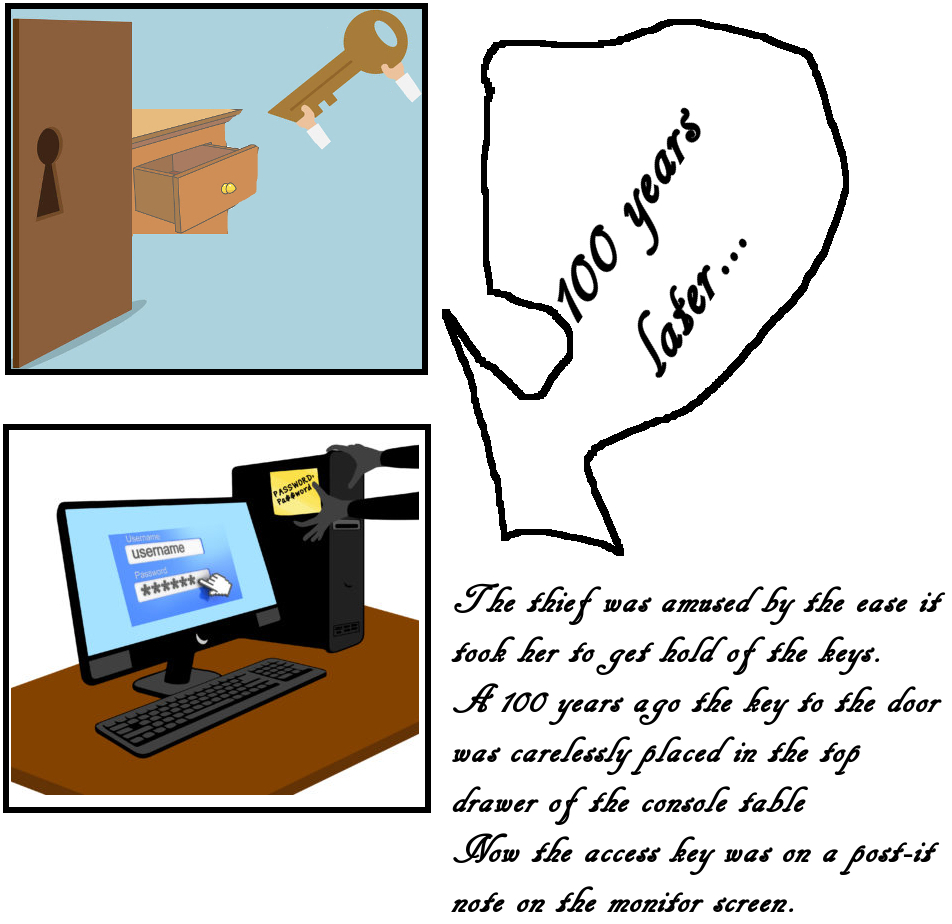 100 years
later...
PASSWORD:
Pa@@word
Username
username
Password
******
The thief was amused by the ease it
took her to get hold of the keys.
A 100 years ago the key to the door
was carelessly placed in the top
drawer of the console table
Now the access key was on a post-it
note on the monitor screen.